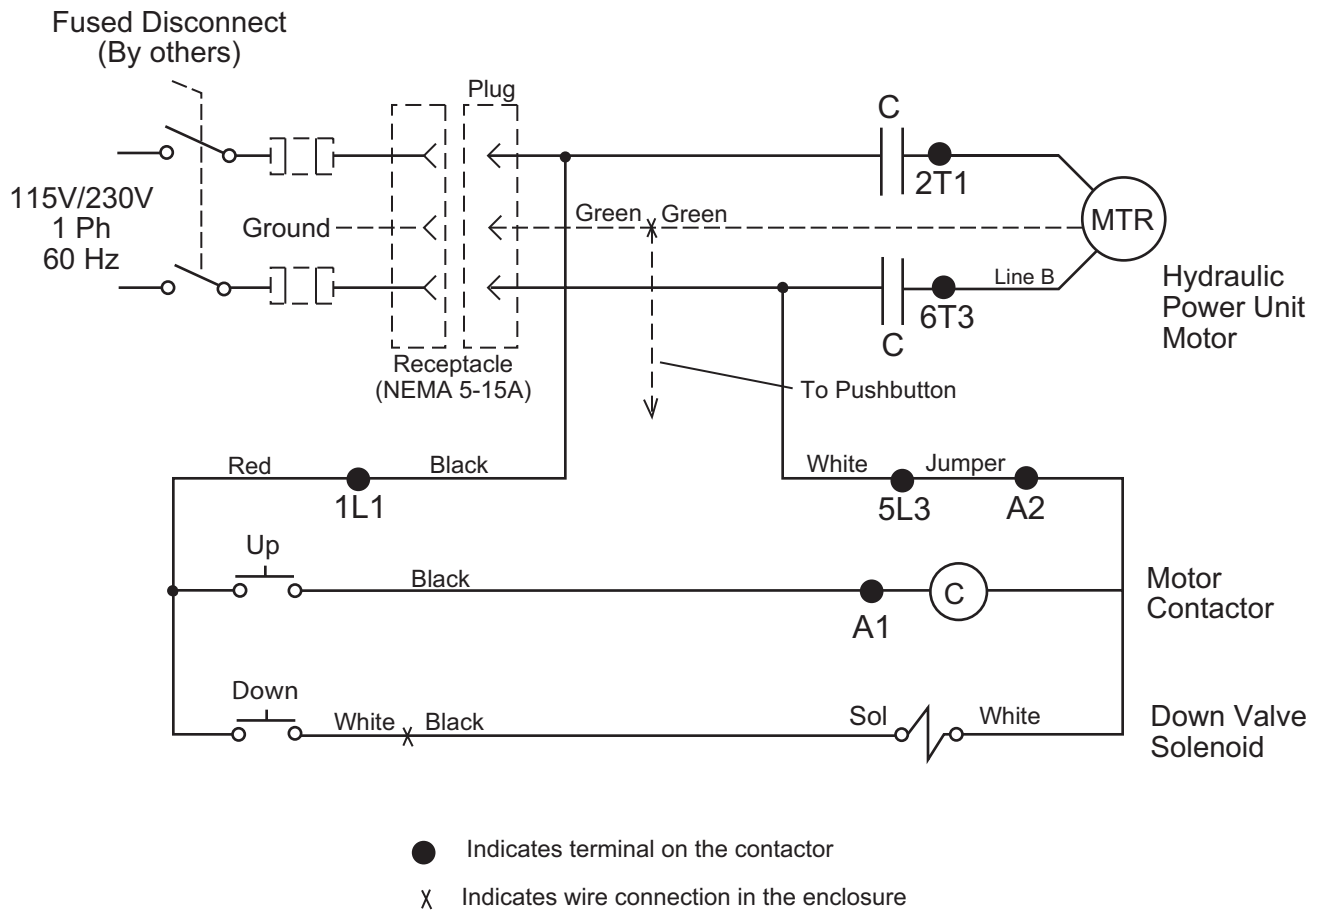 Fused Disconnect
(By others)
Plug
C
2T1
115V/230V
1 Ph
60 Hz
Ground
Green
Green
MTR
Line B
Hydraulic
Power Unit
Motor
6T3
C
Receptacle
(NEMA 5-15A)
To Pushbutton
Red
Black
White
Jumper
1L1
5L3
A2
Up
Black
C
Motor
Contactor
A1
Down
White
Black
Sol
White
Down Valve
Solenoid
Indicates terminal on the contactor
Indicates wire connection in the enclosure